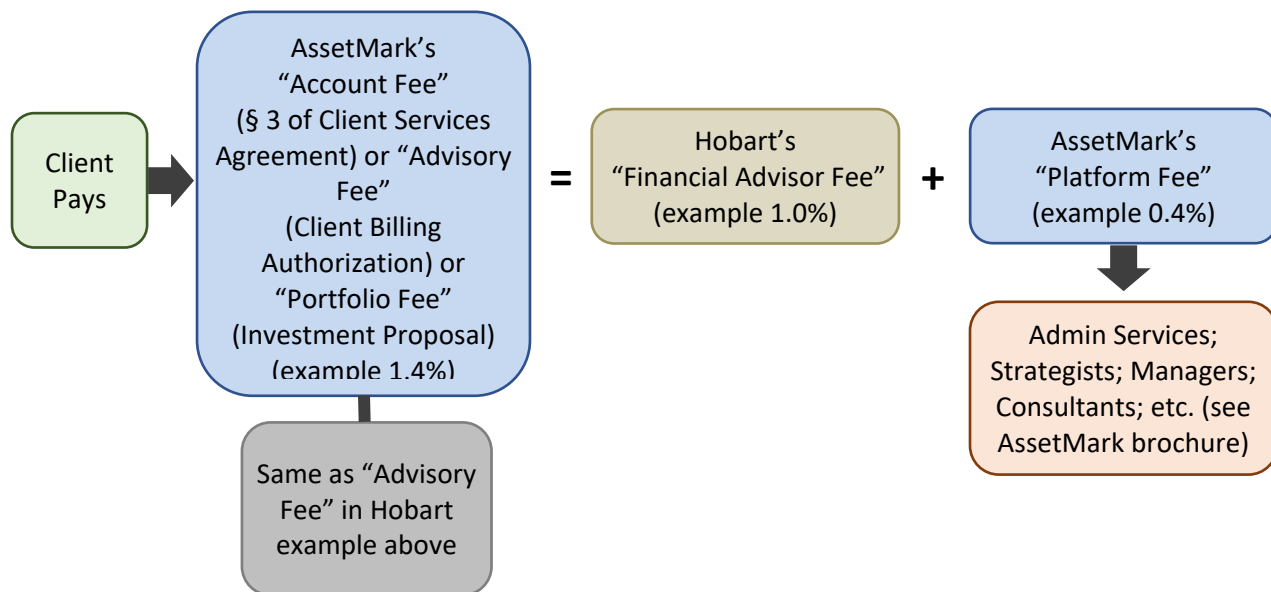 Client
Pays
AssetMark’s
“Account Fee”
(§ 3 of Client Services
Agreement) or “Advisory
Fee”
(Client Billing
Authorization) or
“Portfolio Fee”
(Investment Proposal)
(example 1.4%)
=
Hobart’s
“Financial Advisor Fee”
(example 1.0%)
+
AssetMark’s
“Platform Fee”
(example 0.4%)
Admin Services;
Strategists; Managers;
Consultants; etc. (see
AssetMark brochure)
Same as “Advisory
Fee” in Hobart
example above